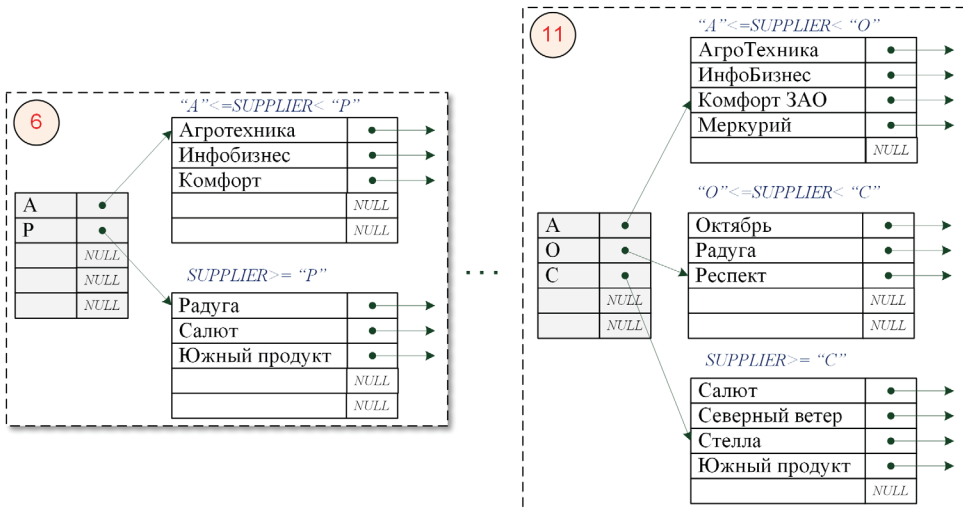 6
“А”<=SUPPLIER< “Р”
Агротехника
Инфобизнес
Комфорт
NULL
NULL
А
Р
NULL
NULL
NULL
SUPPLIER>= “Р”
Радуга
Салют
Южный продукт
NULL
NULL
...
11
“А”<=SUPPLIER< “О”
АгроТехника
ИнфоБизнес
Комфорт ЗАО
Меркурий
NULL
А
О
С
NULL
NULL
“О”<=SUPPLIER< “С”
Октябрь
Радуга
Респект
NULL
NULL
SUPPLIER>= “С”
Салют
Северный ветер
Стелла
Южный продукт
NULL